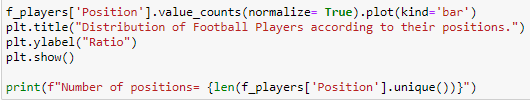 f_players['Position'].value_counts(normalize= True).plot(kind='bar')
plt.title("Distribution of Football Players according to their positions.")
plt.ylabel("Ratio")
plt.show()
print(f"Number of positions= {len(f_players['Position'].unique())}")